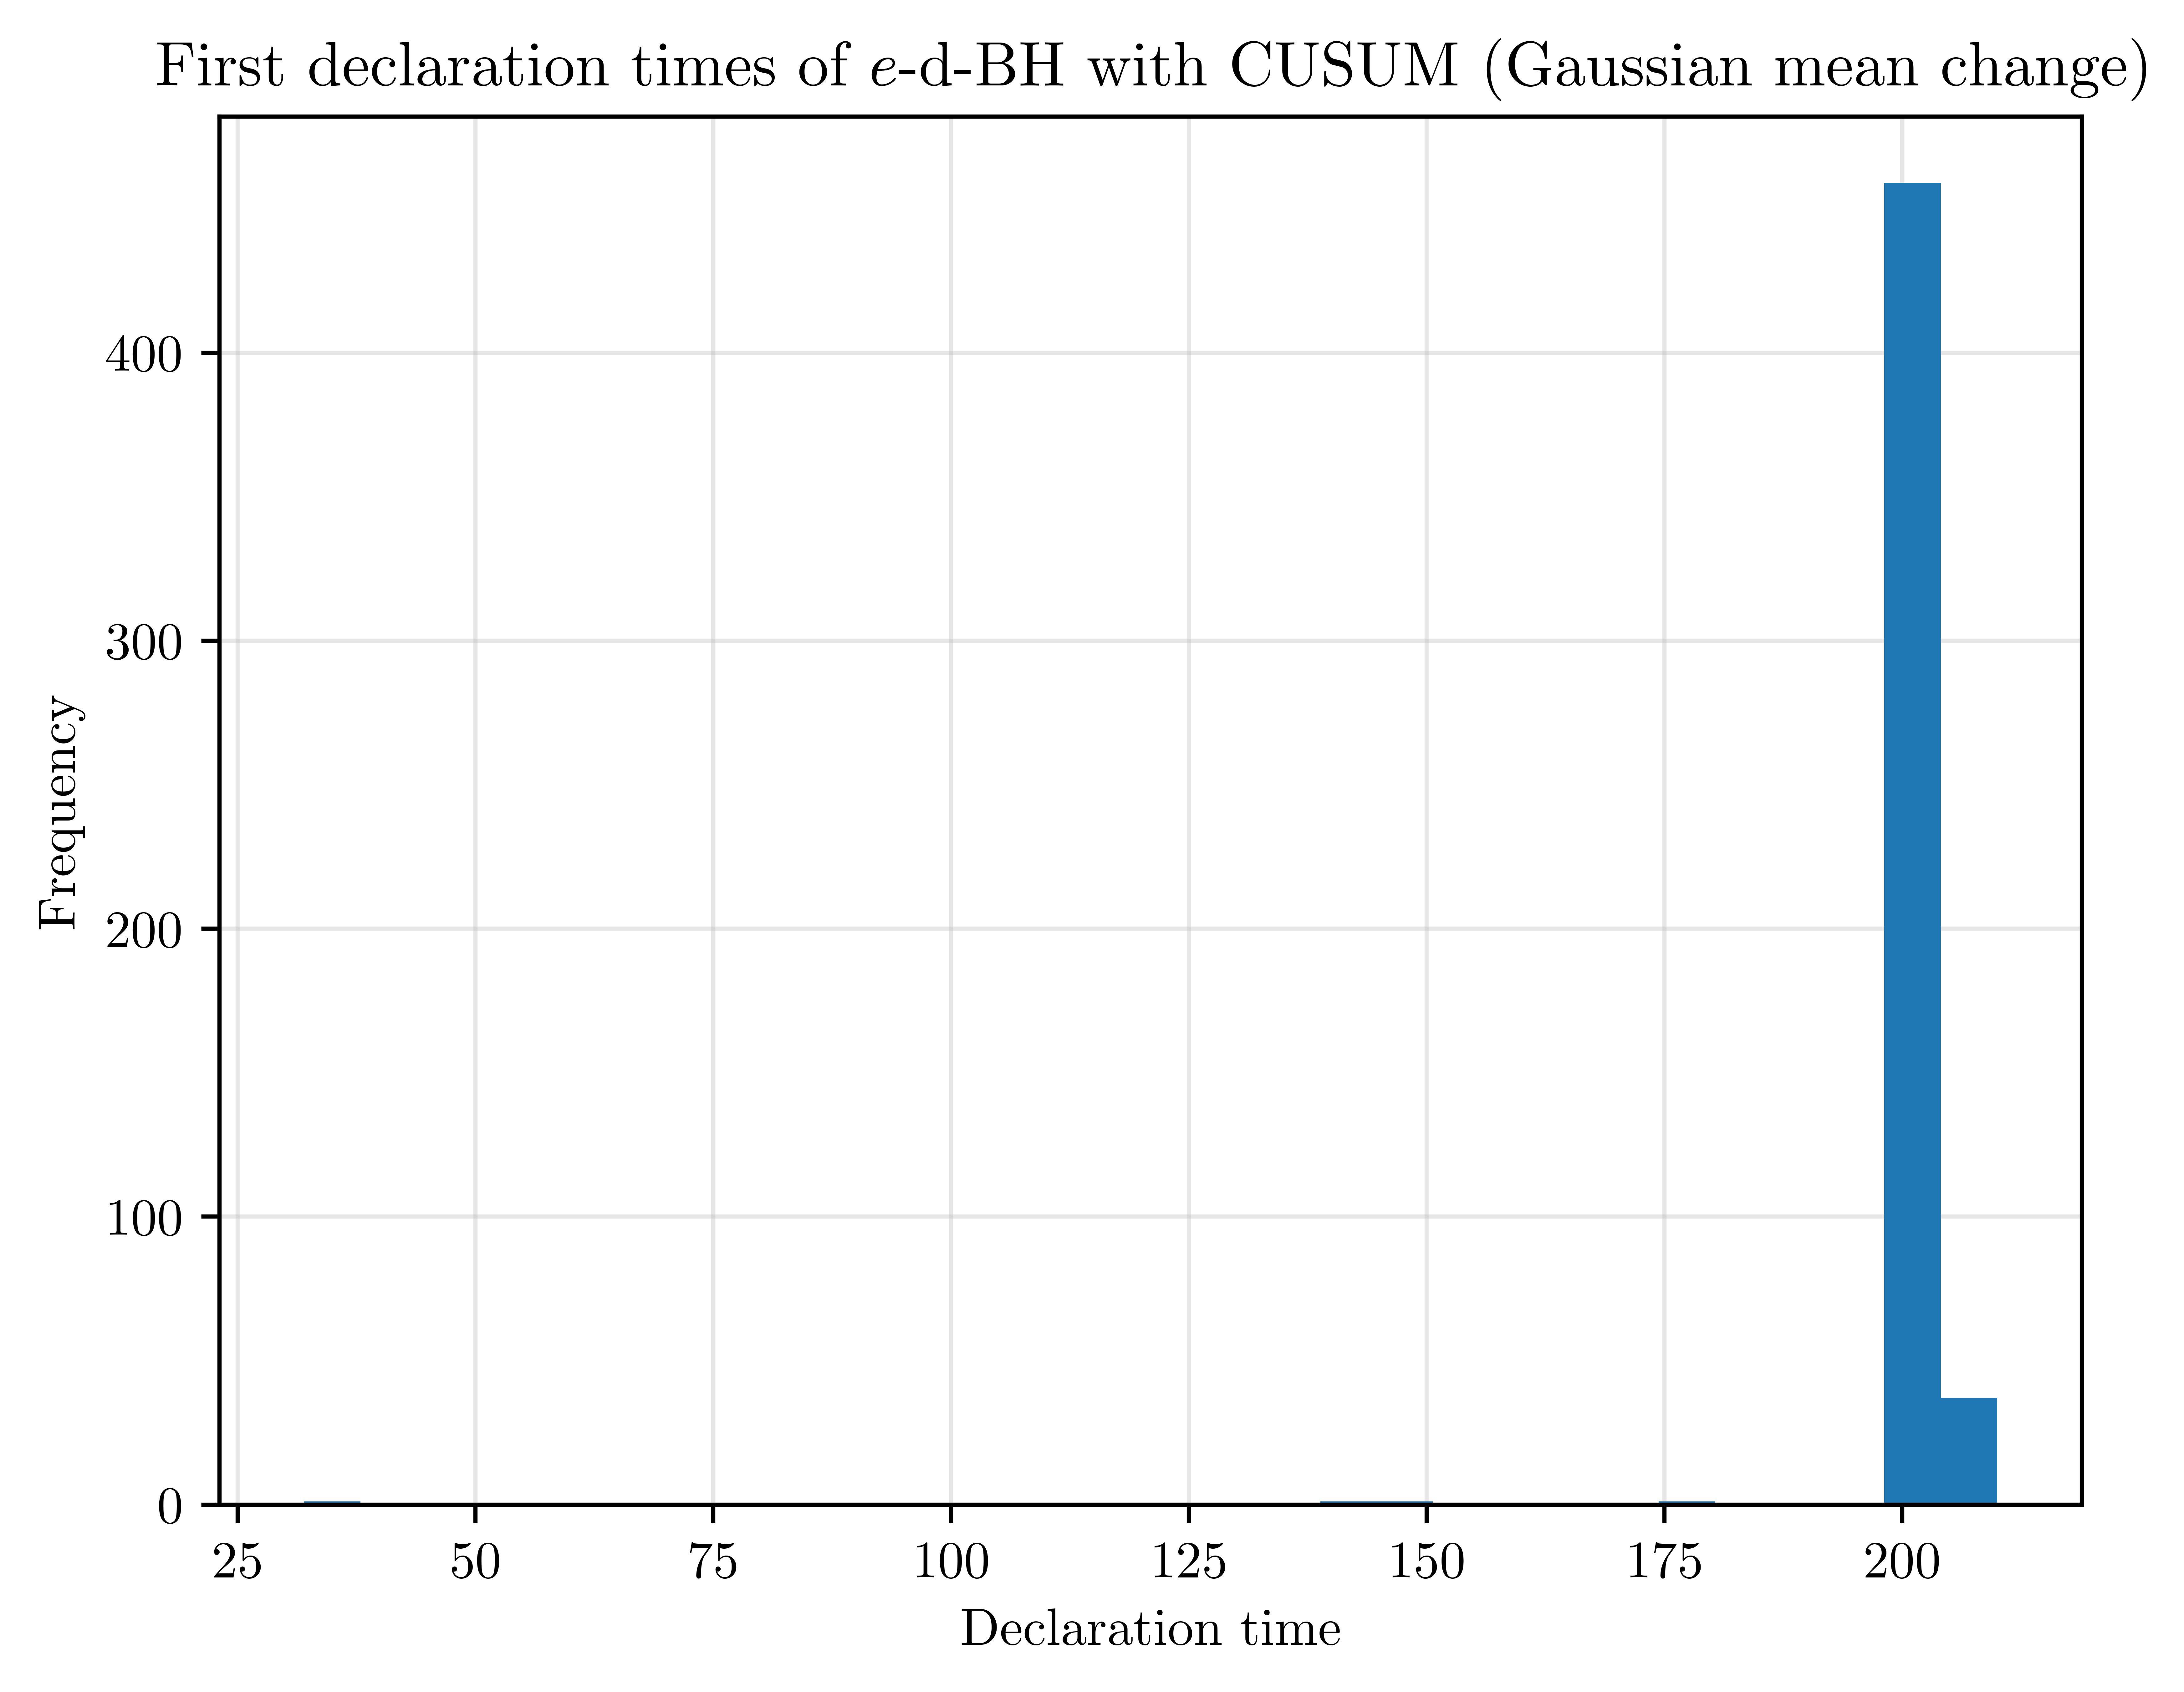 First declaration times of e-d-BH with CUSUM (Gaussian mean change)
Frequency
400
300
200
100
0
25 50 75 100 125 150 175 200
Declaration time